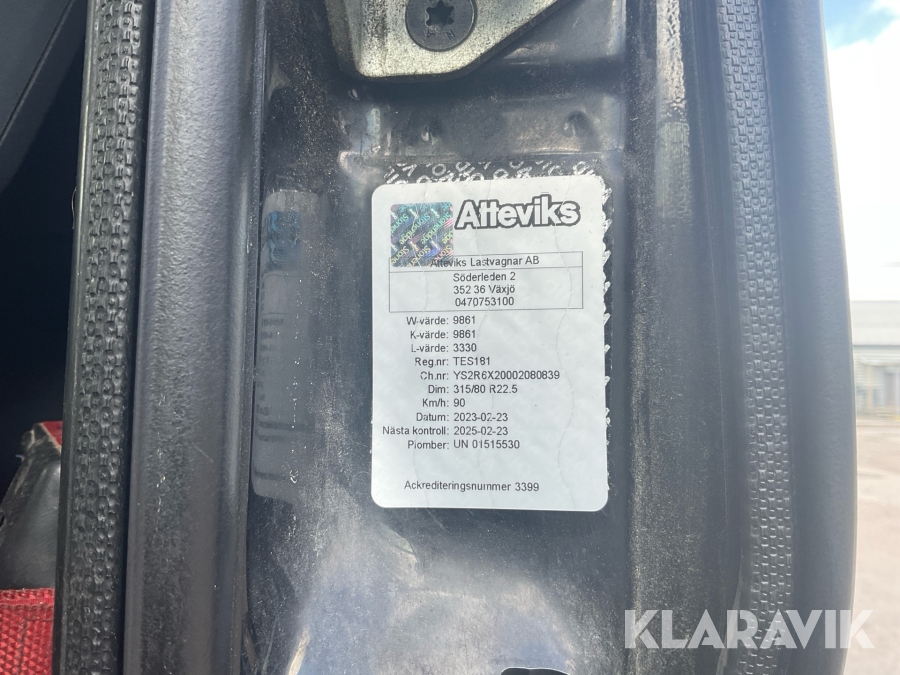 Atteviks
Atteviks Lastvagnar AB
Söderleden 2
352 36 Växjö
0470753100
W-värde: 9861
K-värde: 9861
L-värde: 3330
Reg.nr: TES181
Ch.nr: YS2R6X20002080839
Dim: 315/80 R22.5
Km/h: 90
Datum: 2023-02-23
Nästa kontroll: 2025-02-23
Plomber: UN 01515530
Ackrediteringsnummer 3399
KLARAVIK